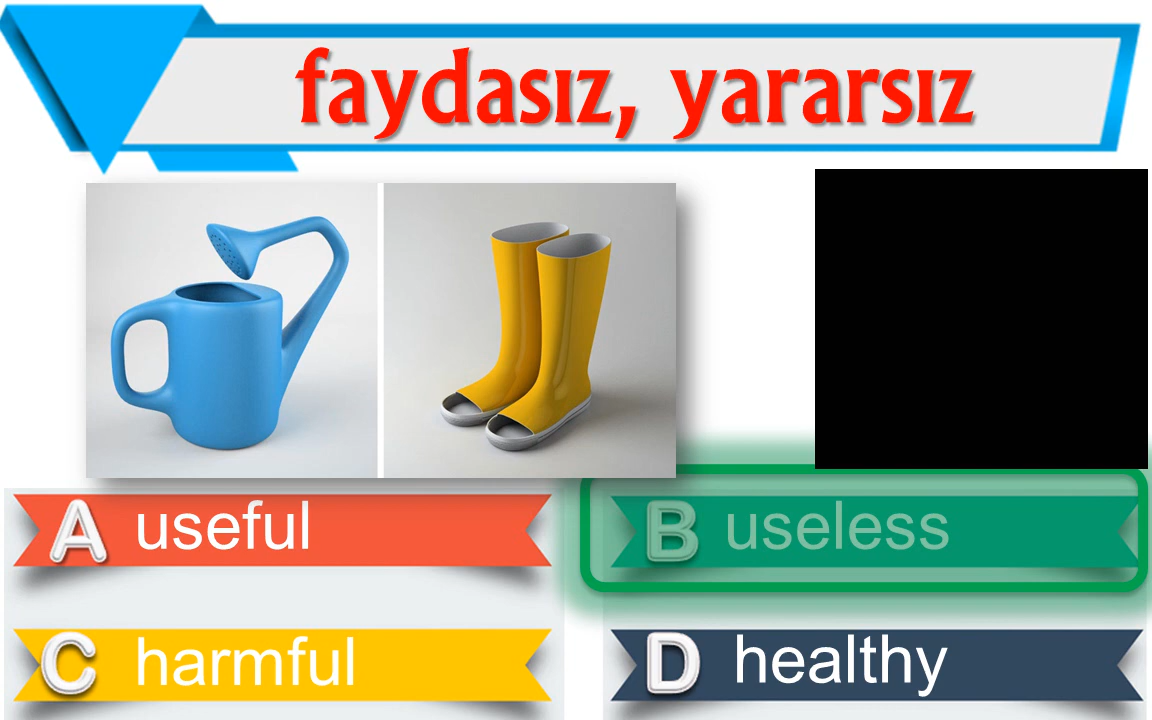 faydasız, yararsız
A useful
B useless
C harmful
D healthy